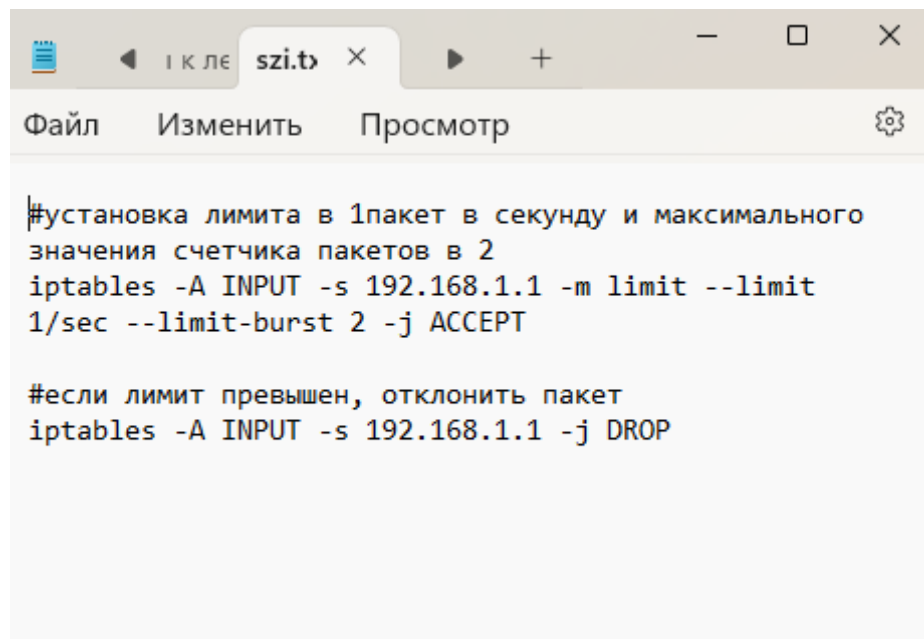 szi.tx
Файл Изменить Просмотр
#установка лимита в 1пакет в секунду и максимального
значения счетчика пакетов в 2
iptables -A INPUT -s 192.168.1.1 -m limit --limit
1/sec --limit-burst 2 -j ACCEPT
#если лимит превышен, отклонить пакет
iptables -A INPUT -s 192.168.1.1 -j DROP